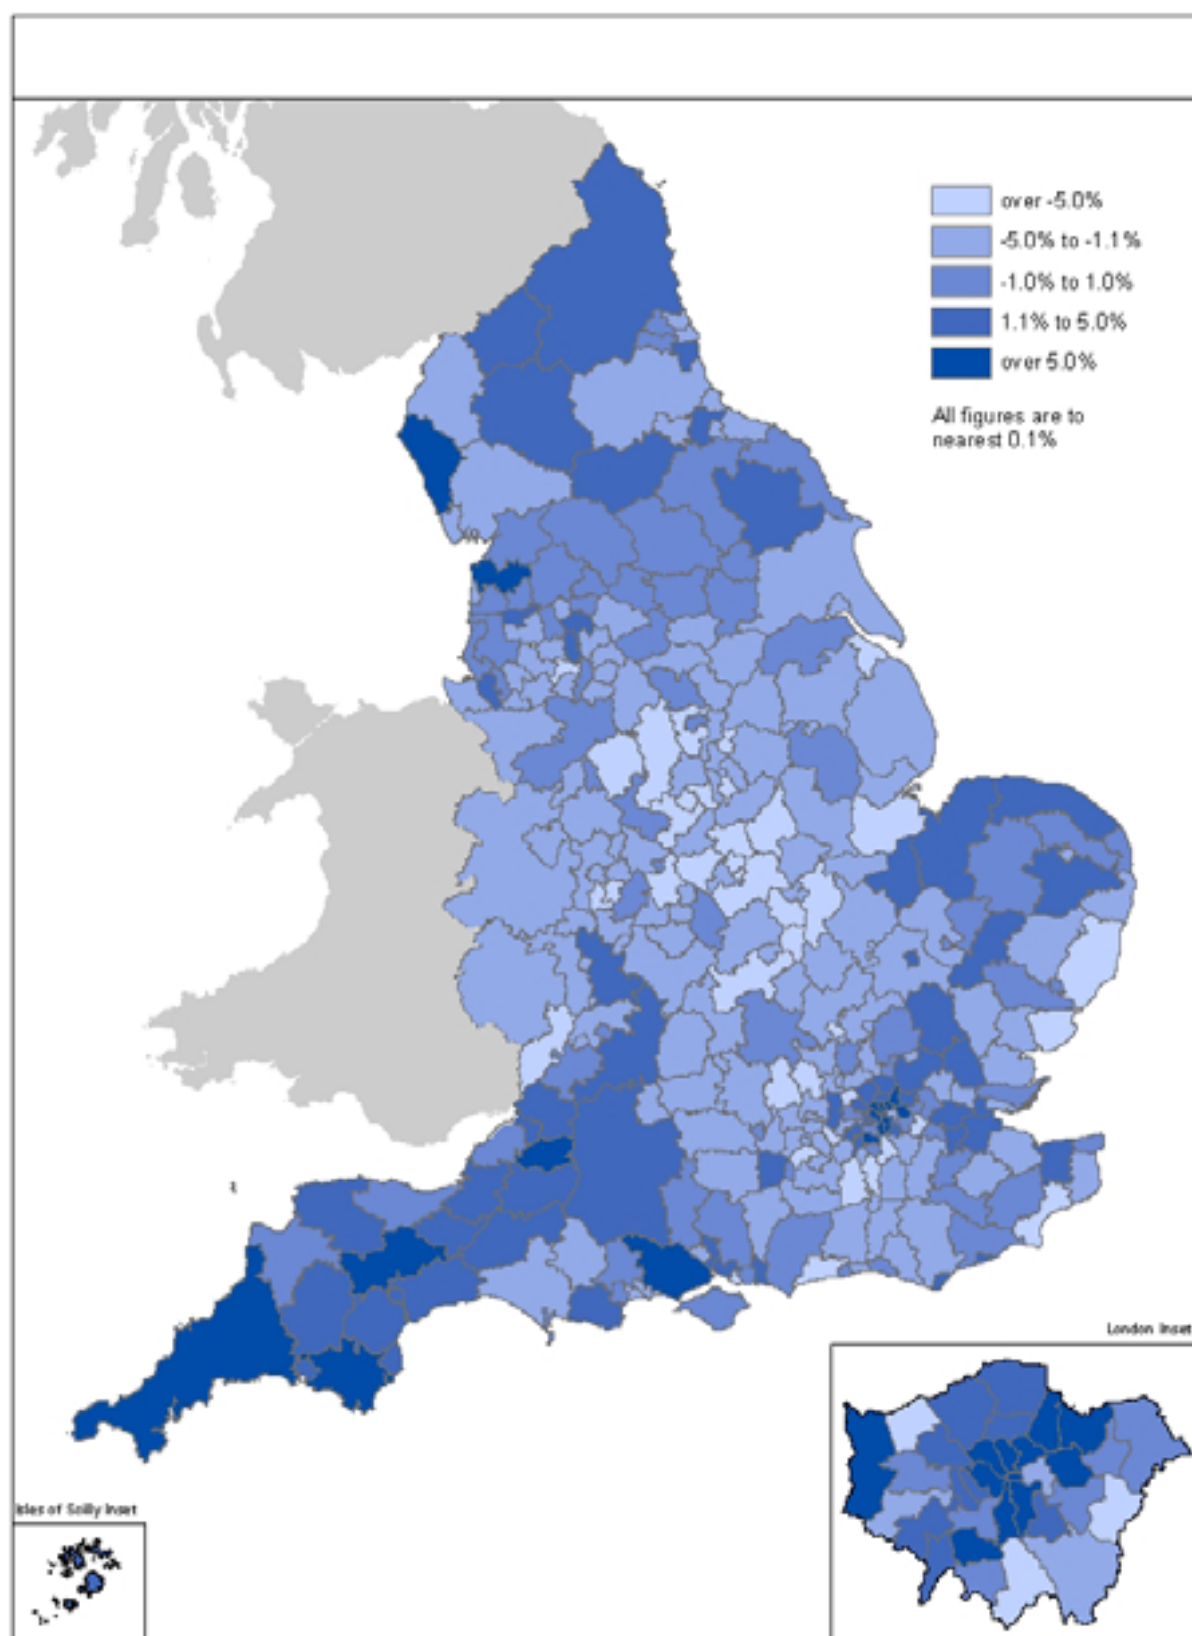 over -5.0%
-5.0% to -1.1%
-1.0% to 1.0%
1.1% to 5.0%
over 5.0%
All figures are to
nearest 0.1%
London Inset
Isles of Scilly Inset